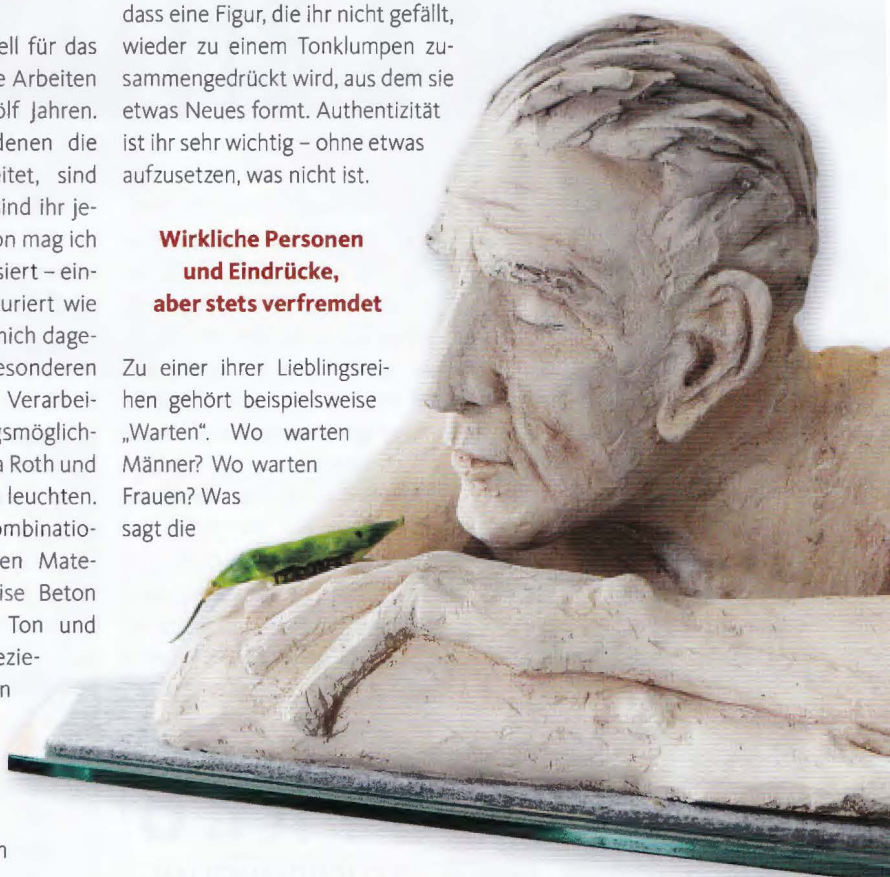 ell für das
e Arbeiten
ölf Jahren.
denen die
eitet, sind
sind ihr je-
on mag ich
siert – ein-
uriert wie
mich dage-
esonderen
Verarbei-
gsmöglich-
a Roth und
leuchten.
ombinatio-
en Mate-
ise Beton
Ton und
ezie-
n
n
dass eine Figur, die ihr nicht gefällt,
wieder zu einem Tonklumpen zu-
sammengedrückt wird, aus dem sie
etwas Neues formt. Authentizität
ist ihr sehr wichtig – ohne etwas
aufzusetzen, was nicht ist.
Wirkliche Personen
und Eindrücke,
aber stets verfremdet
Zu einer ihrer Lieblingsrei-
hen gehört beispielsweise
„Warten“. Wo warten
Männer? Wo warten
Frauen? Was
sagt die